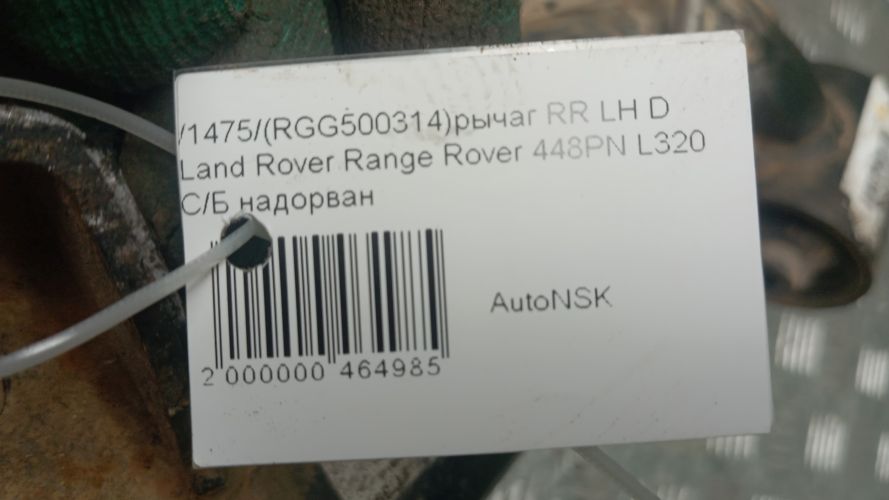 /1475/(RGG500314)рычаг RR LH D
Land Rover Range Rover 448PN L320
С/Б надорван
AutoNSK
2 000000 464985